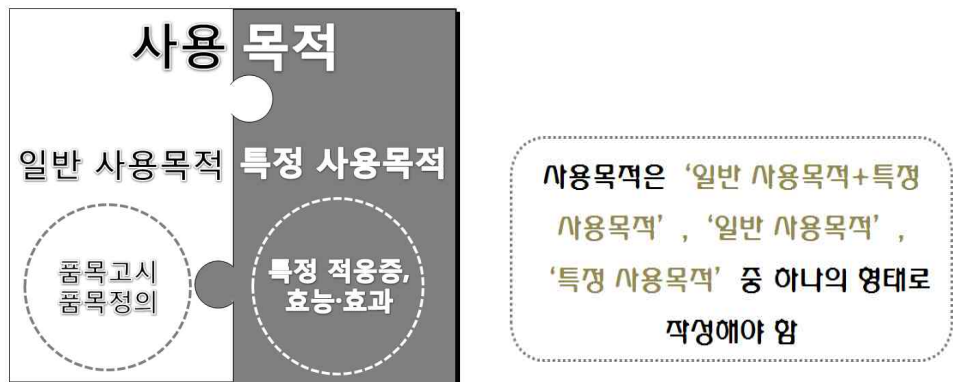 사용 목적
일반 사용목적 특정 사용목적
품목고시
품목정의
특정 적응증,
효능·효과
사용목적은 ‘일반 사용목적+특정
사용목적’ , ‘일반 사용목적’ ,
‘특정 사용목적’ 중 하나의 형태로
작성해야 함